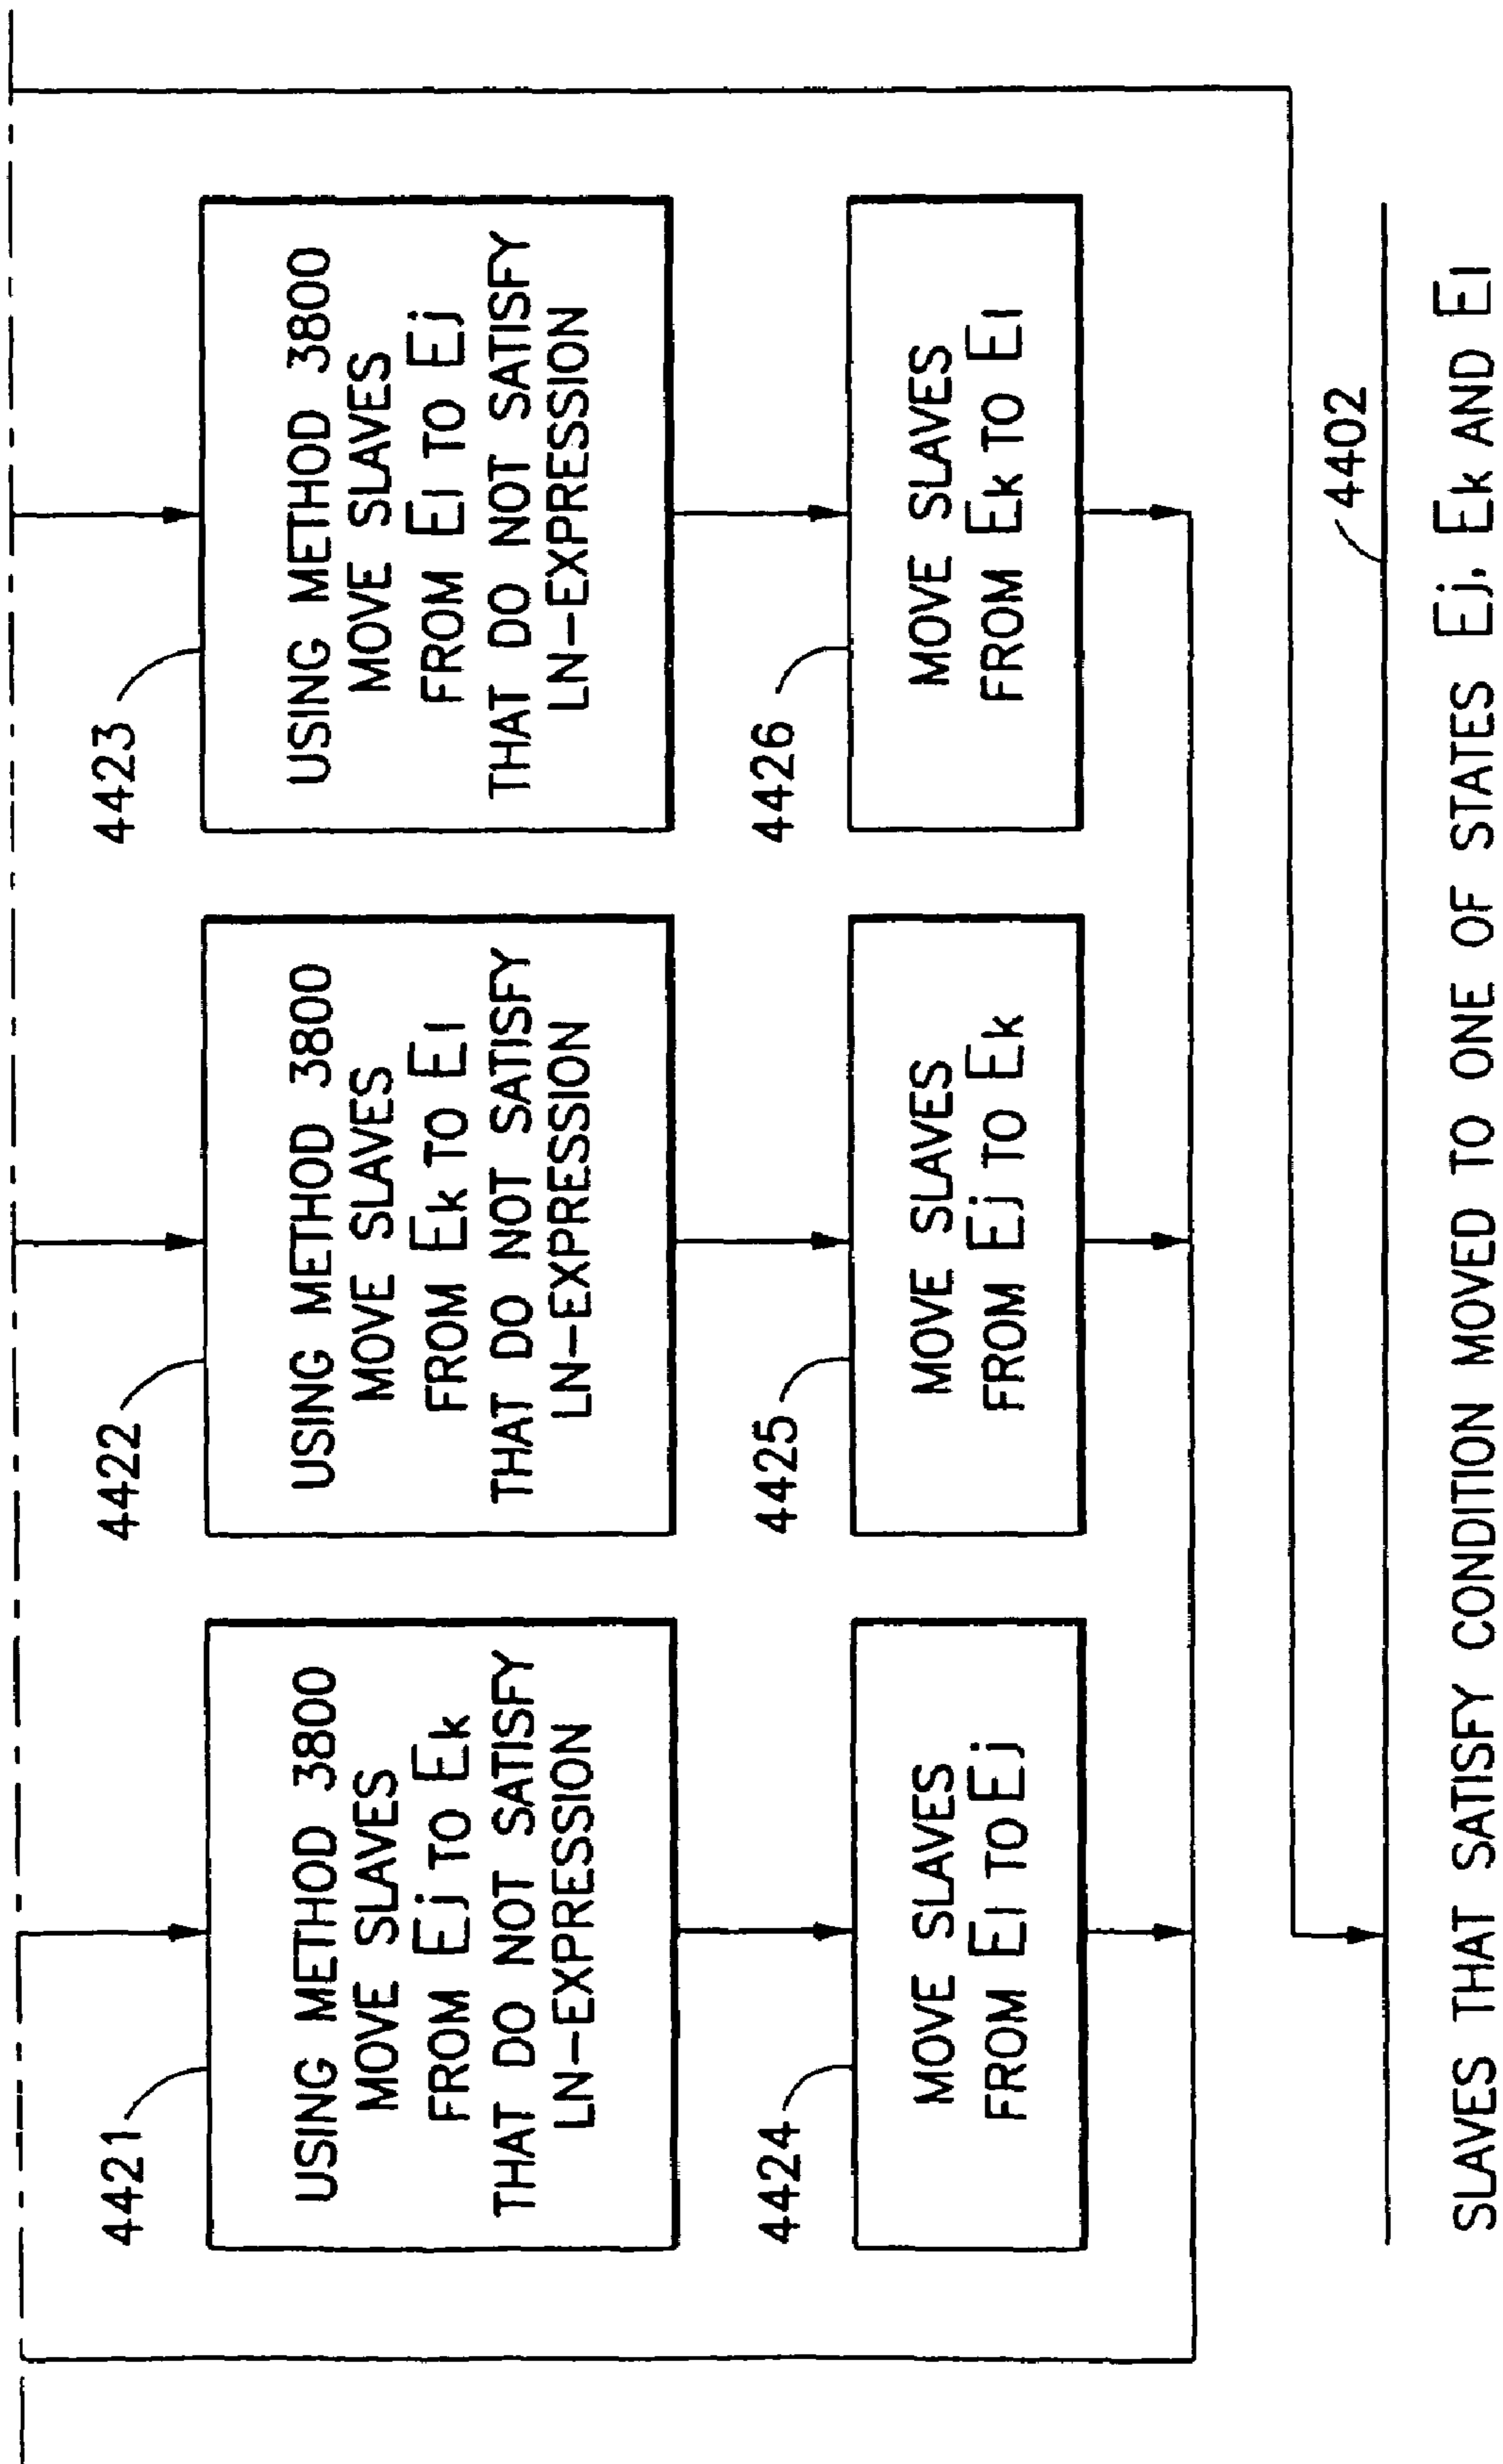 4421
USING METHOD 3800
MOVE SLAVES
FROM Ej TO Ek
THAT DO NOT SATISFY
LN-EXPRESSION
4422
USING METHOD 3800
MOVE SLAVES
FROM Ek TO El
THAT DO NOT SATISFY
LN-EXPRESSION
4423
USING METHOD 3800
MOVE SLAVES
FROM El TO Ej
THAT DO NOT SATISFY
LN-EXPRESSION
4424
MOVE SLAVES
FROM El TO Ej
4425
MOVE SLAVES
FROM Ej TO Ek
4426
MOVE SLAVES
FROM Ek TO El
4402
SLAVES THAT SATISFY CONDITION MOVED TO ONE OF STATES Ej, Ek AND El